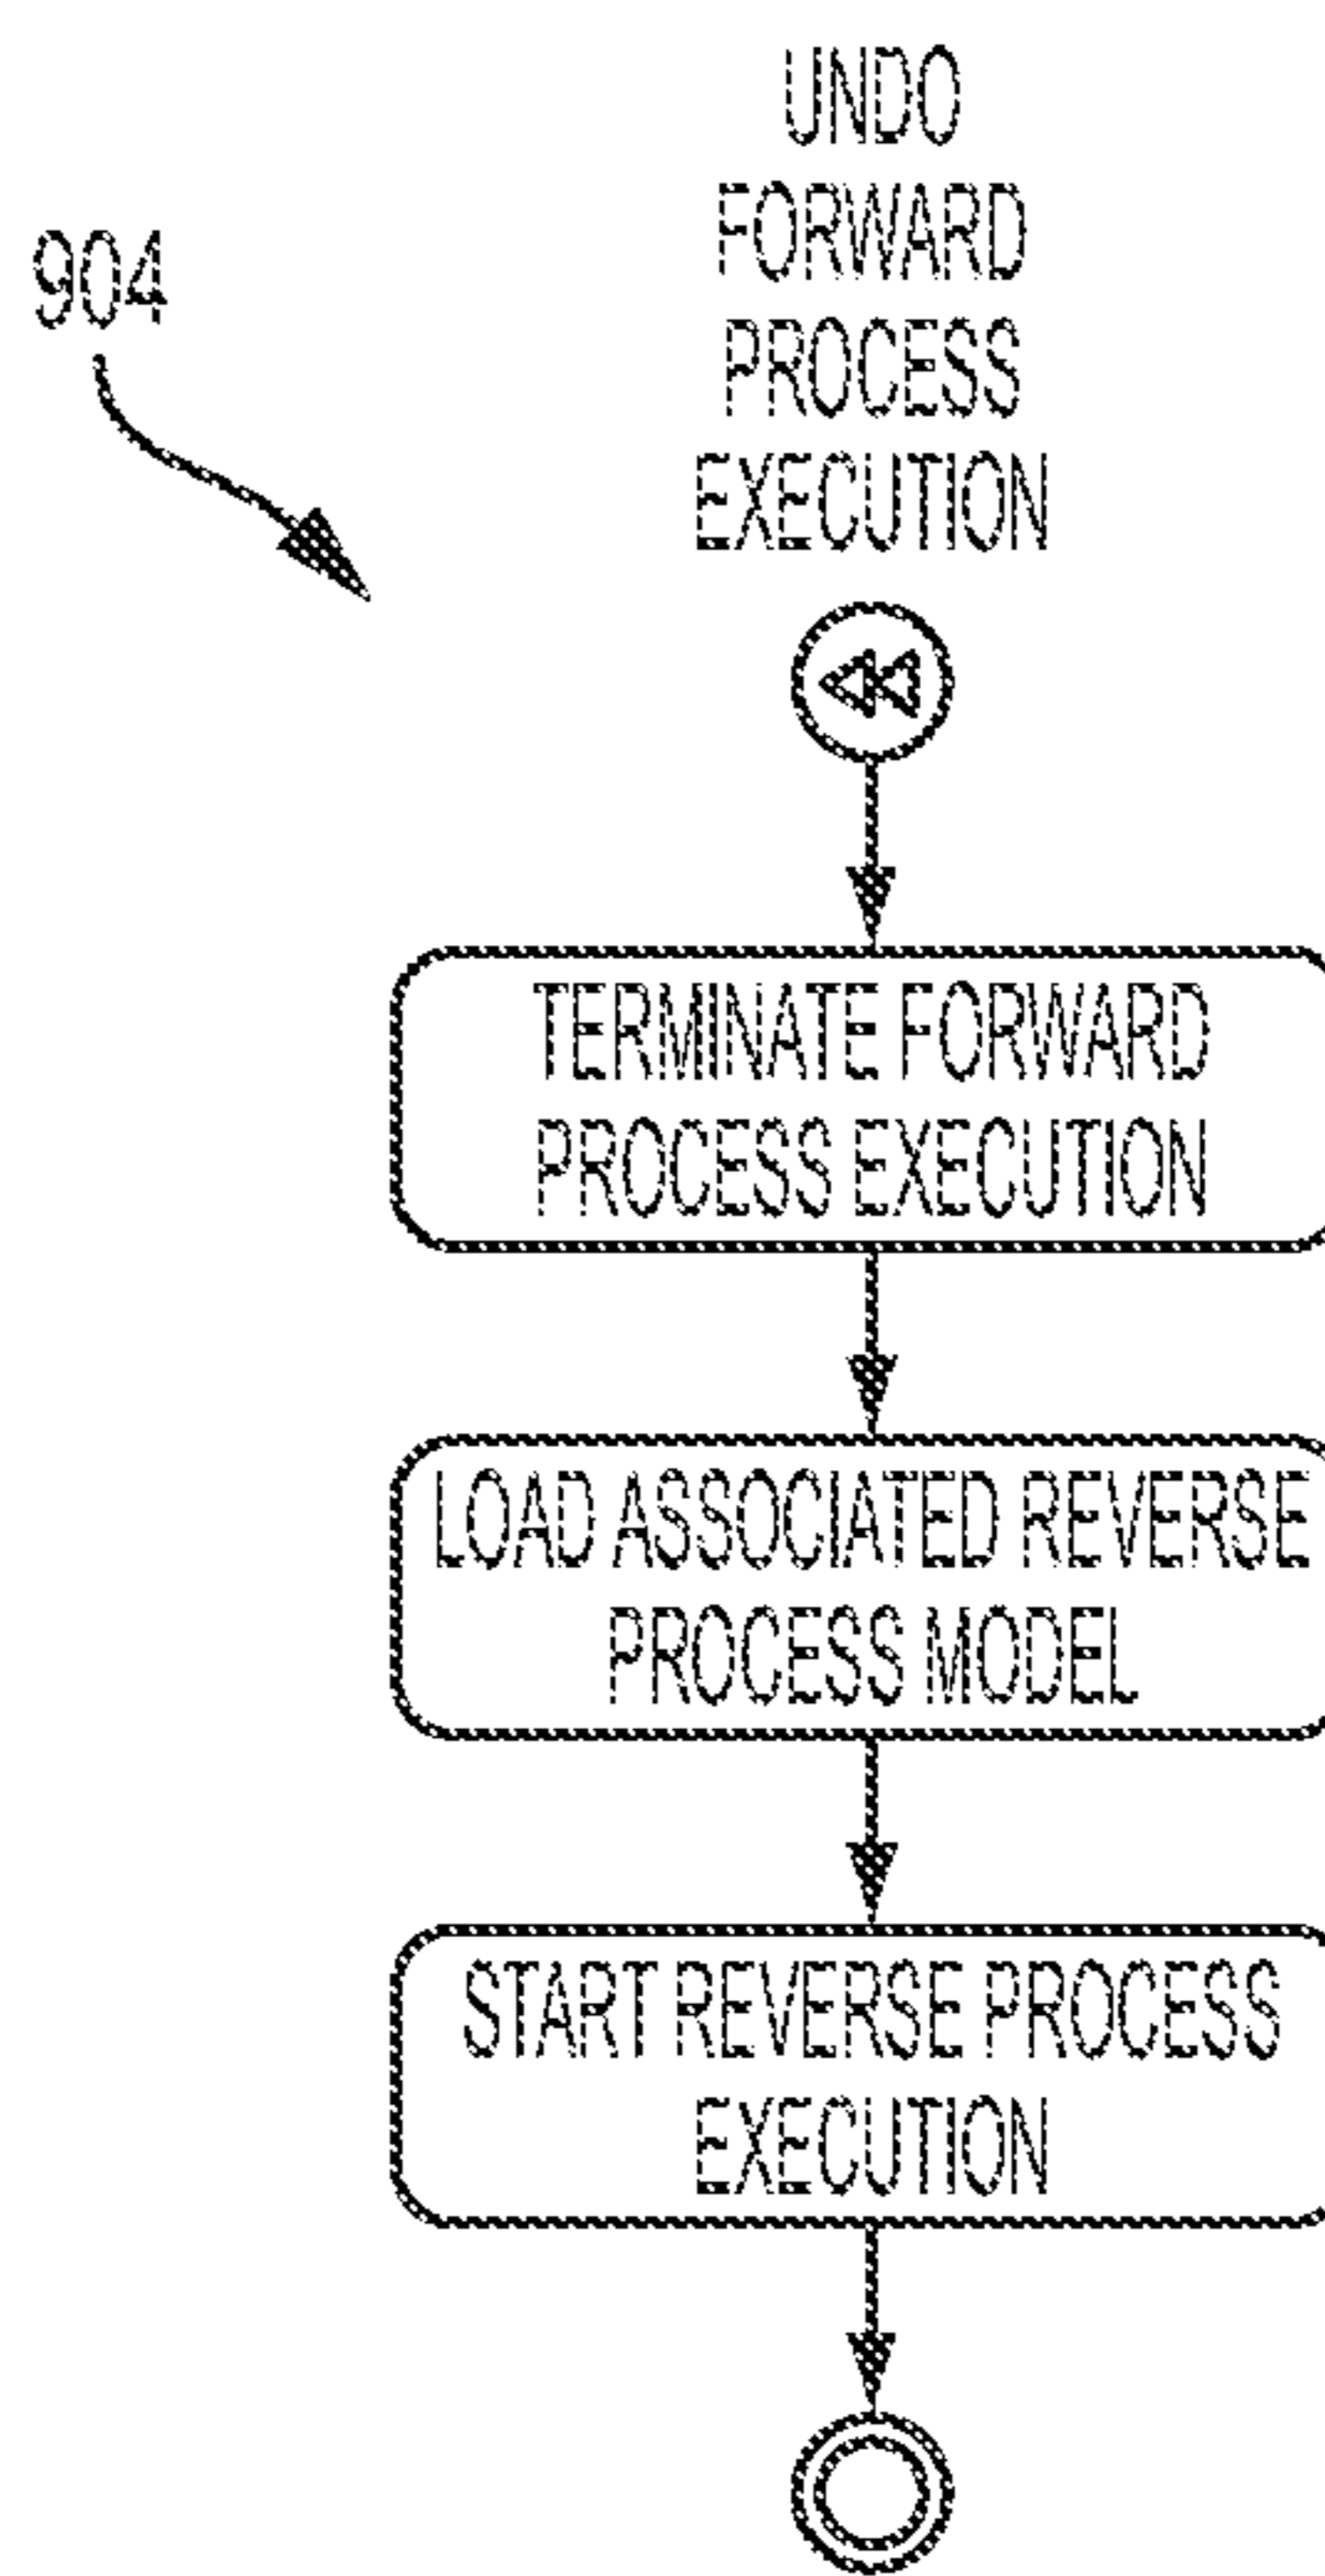 UNDO
FORWARD
PROCESS
EXECUTION
904
TERMINATE FORWARD
PROCESS EXECUTION
LOAD ASSOCIATED REVERSE
PROCESS MODEL
START REVERSE PROCESS
EXECUTION